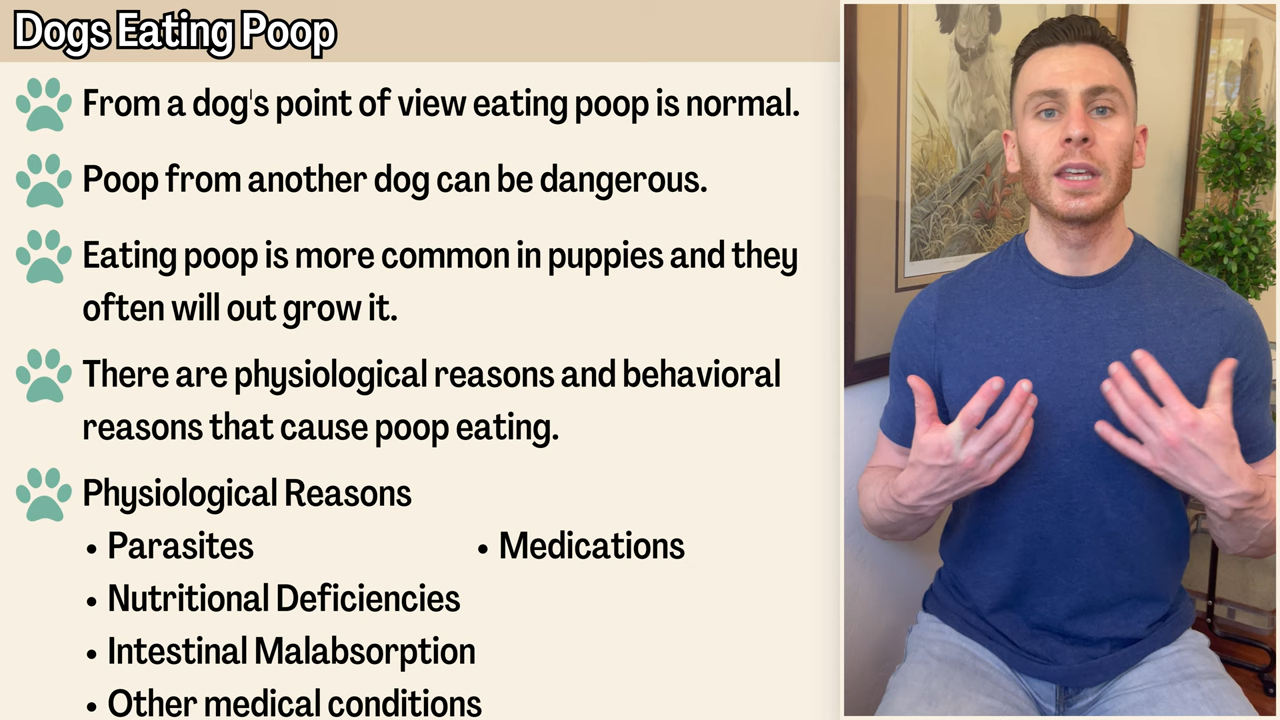 Dogs Eating Poop
From a dog's point of view eating poop is normal.
Poop from another dog can be dangerous.
Eating poop is more common in puppies and they
often will out grow it.
There are physiological reasons and behavioral
reasons that cause poop eating.
Physiological Reasons
• Parasites
• Medications
• Nutritional Deficiencies
• Intestinal Malabsorption
• Other medical conditions